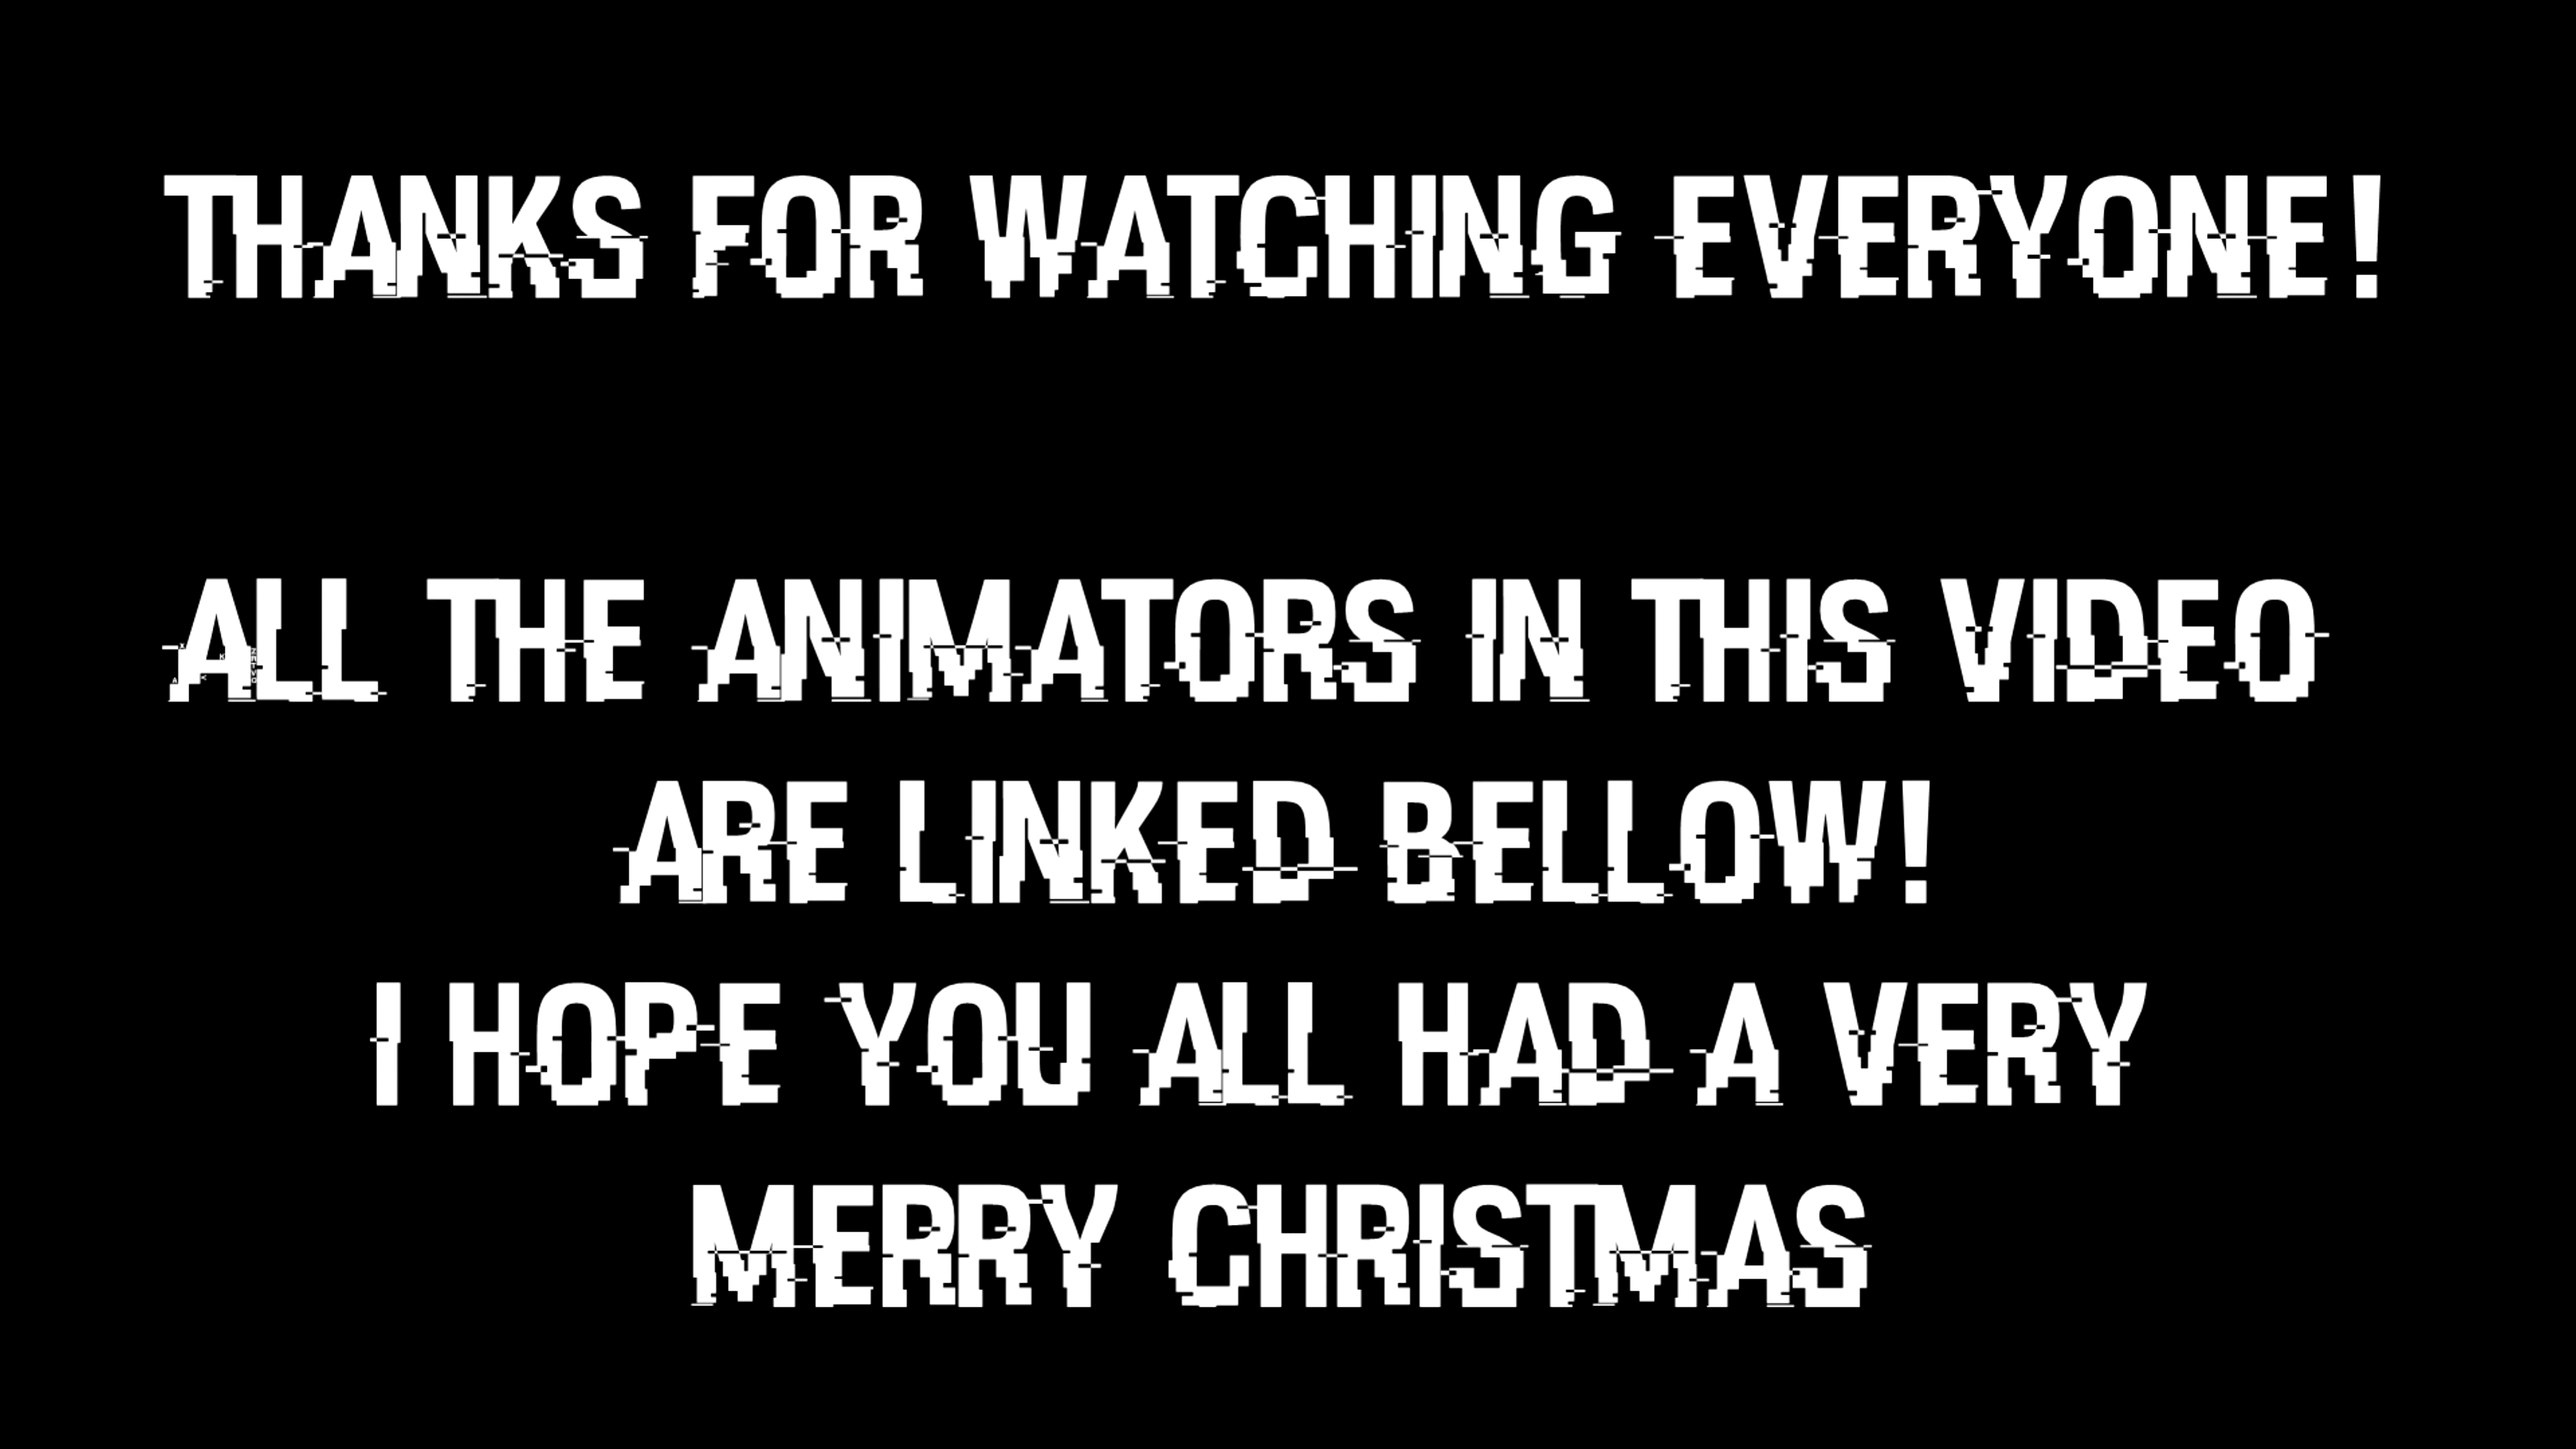 THANKS FOR WATCHING EVERYONE!
ALL THE ANIMATORS IN THIS VIDEO
ARE LINKED BELLOW!
I HOPE YOU ALL HAD A VERY
MERRY CHRISTMAS